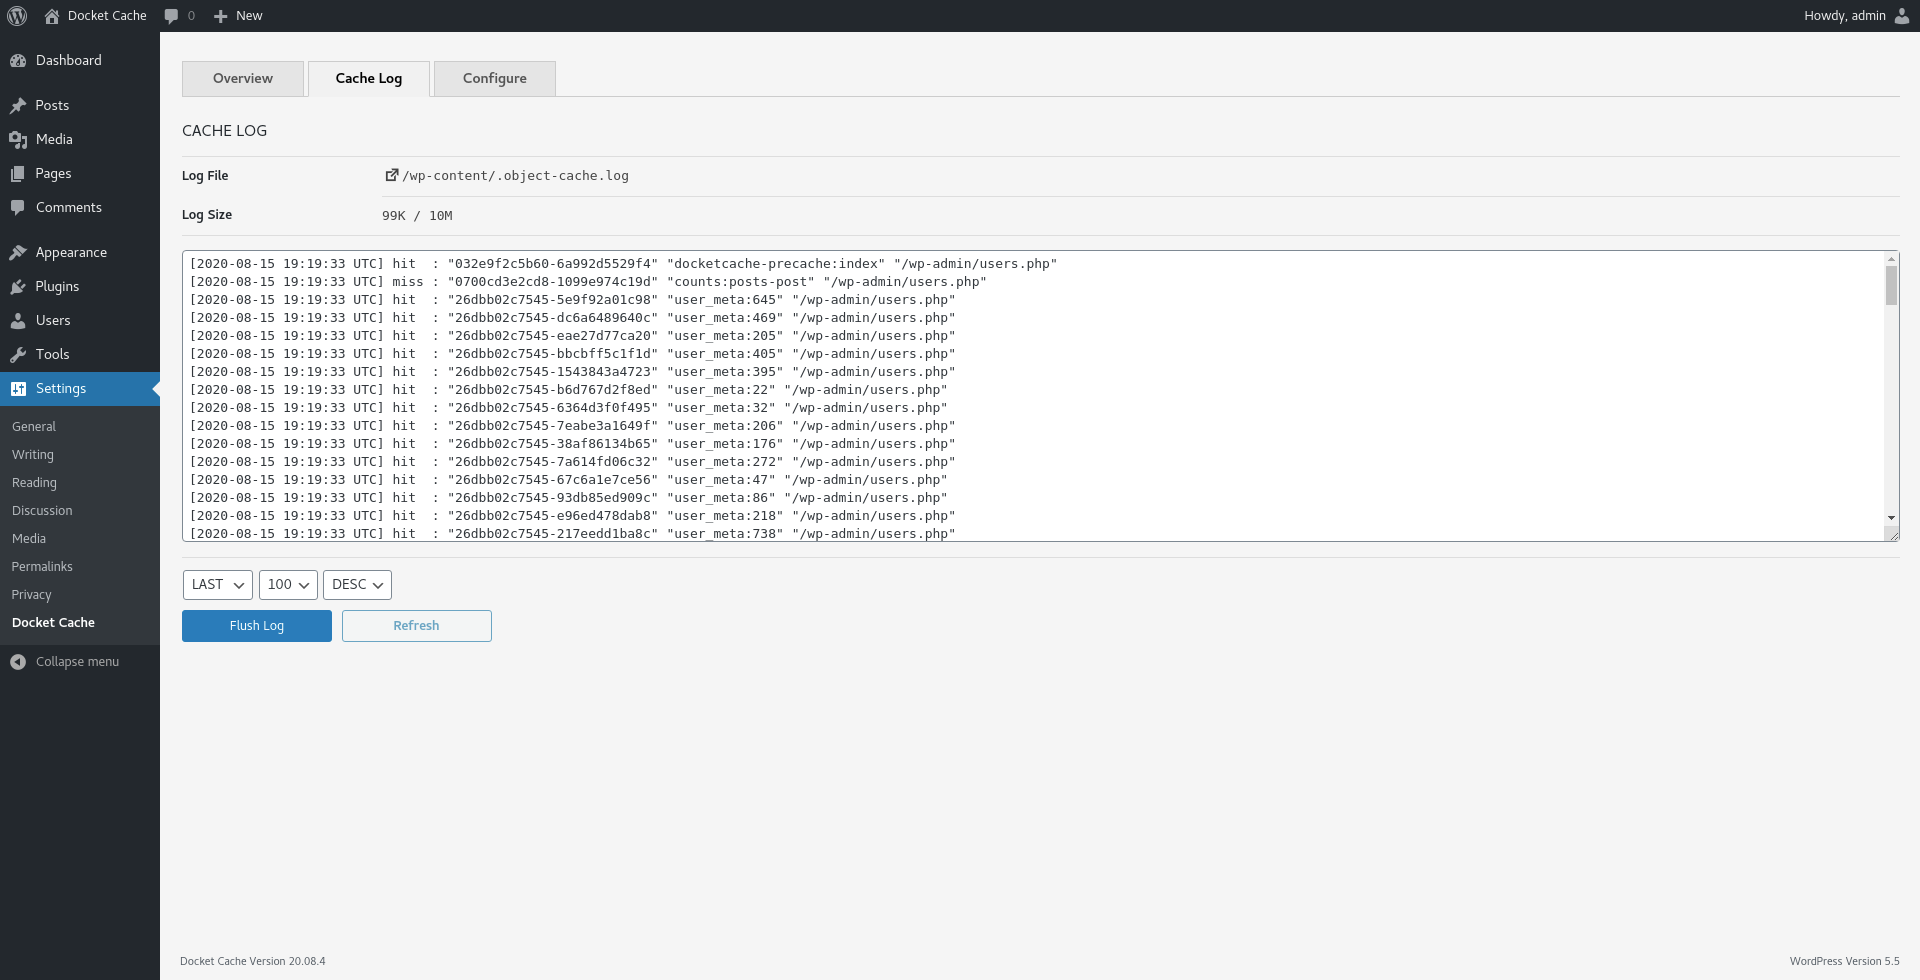 Docket Cache 0 New Howdy, admin
Dashboard
Posts
Media
Pages
Comments
Appearance
Plugins
Users
Tools
Settings
General
Writing
Reading
Discussion
Media
Permalinks
Privacy
Docket Cache
Collapse menu
Overview Cache Log Configure
CACHE LOG
Log File /wp-content/.object-cache.log
Log Size 99K / 10M
[2020-08-15 19:19:33 UTC] hit  : "032e9f2c5b60-6a992d5529f4" "docketcache-precache:index" "/wp-admin/users.php"
[2020-08-15 19:19:33 UTC] miss : "0700cd3e2cd8-1099e974c19d" "counts:posts-post" "/wp-admin/users.php"
[2020-08-15 19:19:33 UTC] hit  : "26dbb02c7545-5e9f92a01c98" "user_meta:645" "/wp-admin/users.php"
[2020-08-15 19:19:33 UTC] hit  : "26dbb02c7545-dc6a6489640c" "user_meta:469" "/wp-admin/users.php"
[2020-08-15 19:19:33 UTC] hit  : "26dbb02c7545-eae27d77ca20" "user_meta:205" "/wp-admin/users.php"
[2020-08-15 19:19:33 UTC] hit  : "26dbb02c7545-bbcbff5c1f1d" "user_meta:405" "/wp-admin/users.php"
[2020-08-15 19:19:33 UTC] hit  : "26dbb02c7545-1543843a4723" "user_meta:395" "/wp-admin/users.php"
[2020-08-15 19:19:33 UTC] hit  : "26dbb02c7545-b6d767d2f8ed" "user_meta:22" "/wp-admin/users.php"
[2020-08-15 19:19:33 UTC] hit  : "26dbb02c7545-6364d3f0f495" "user_meta:32" "/wp-admin/users.php"
[2020-08-15 19:19:33 UTC] hit  : "26dbb02c7545-7eabe3a1649f" "user_meta:206" "/wp-admin/users.php"
[2020-08-15 19:19:33 UTC] hit  : "26dbb02c7545-38af86134b65" "user_meta:176" "/wp-admin/users.php"
[2020-08-15 19:19:33 UTC] hit  : "26dbb02c7545-7a614fd06c32" "user_meta:272" "/wp-admin/users.php"
[2020-08-15 19:19:33 UTC] hit  : "26dbb02c7545-67c6a1e7ce56" "user_meta:47" "/wp-admin/users.php"
[2020-08-15 19:19:33 UTC] hit  : "26dbb02c7545-93db85ed909c" "user_meta:86" "/wp-admin/users.php"
[2020-08-15 19:19:33 UTC] hit  : "26dbb02c7545-e96ed478dab8" "user_meta:218" "/wp-admin/users.php"
[2020-08-15 19:19:33 UTC] hit  : "26dbb02c7545-217eedd1ba8c" "user_meta:738" "/wp-admin/users.php"
LAST 100 DESC
Flush Log Refresh
Docket Cache Version 20.08.4 WordPress Version 5.5